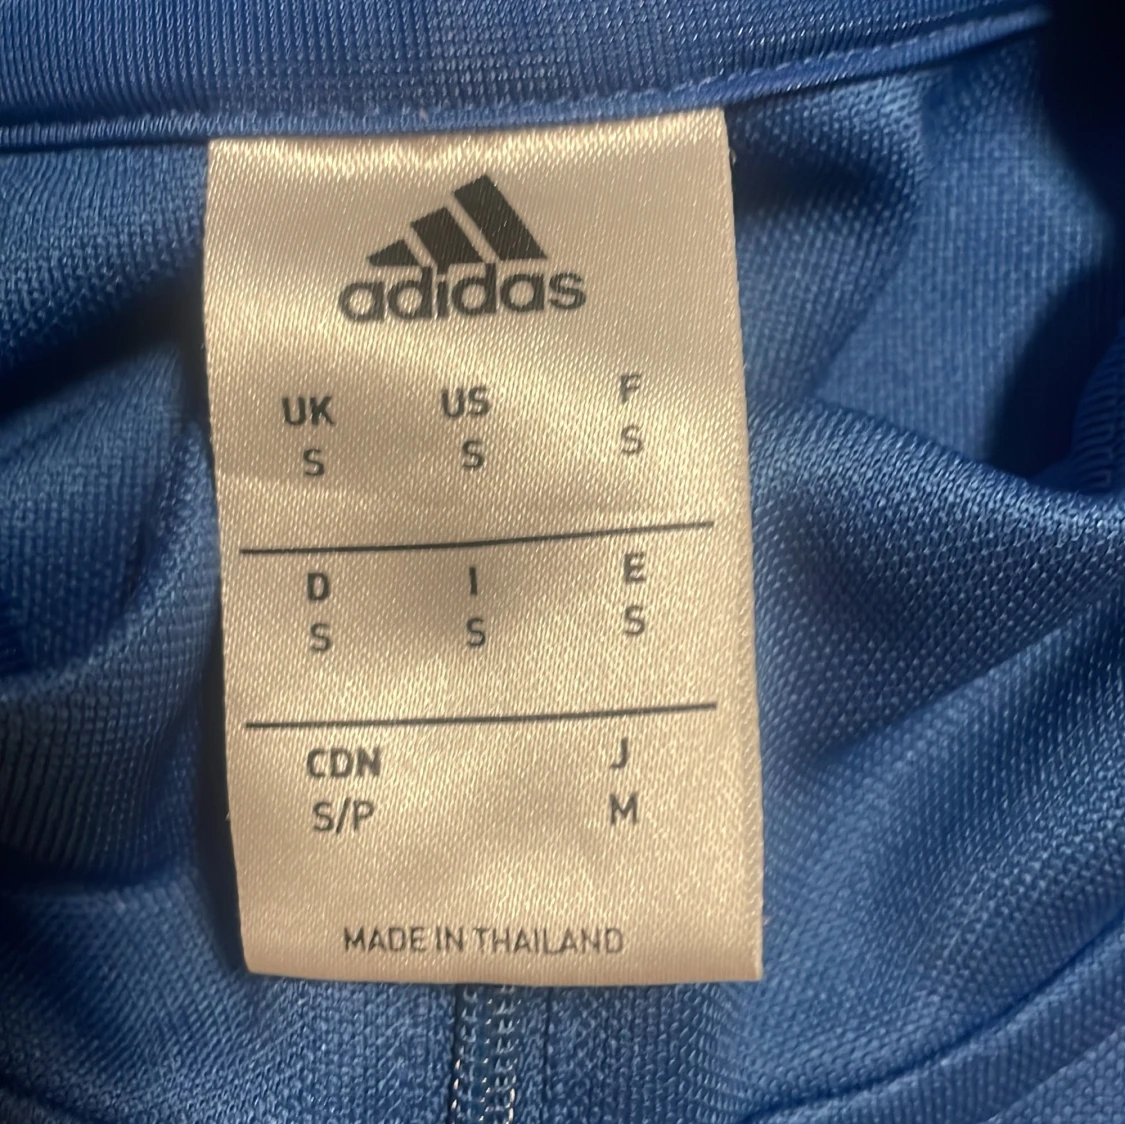 adidas
UK US F
S S S
D I E
S S S
CDN J
S/P M
MADE IN THAILAND